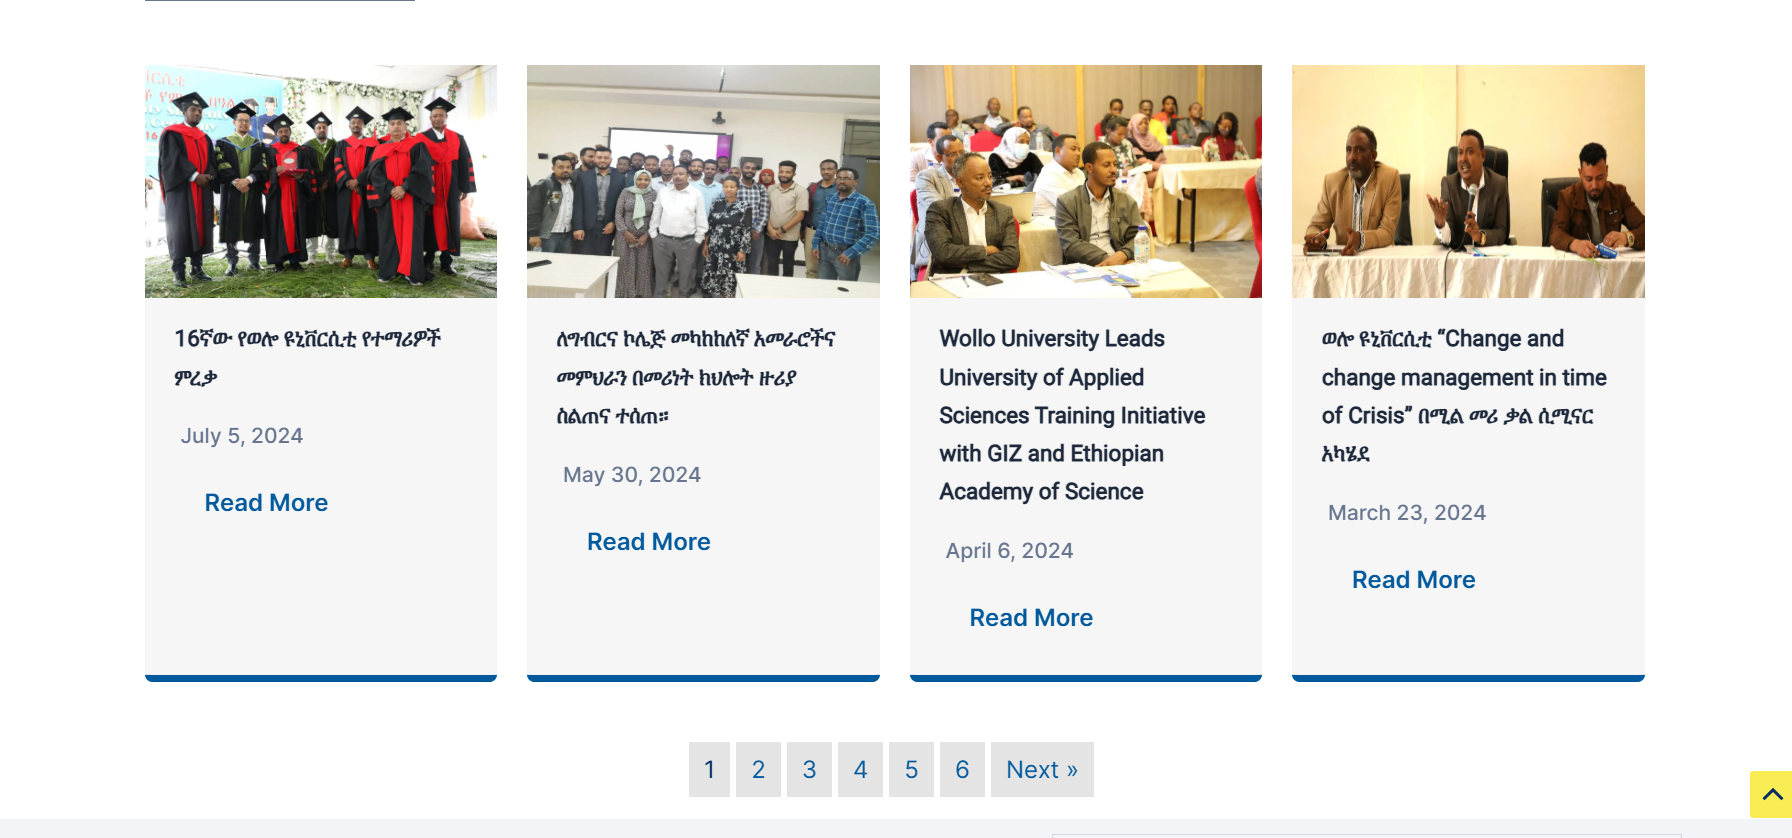 16ኛው የወሎ ዩኒቨርሲቲ የተማሪዎች
ምረቃ
July 5, 2024
Read More
ለግብርና ኮሌጅ መካከከለኛ አመራሮችና
መምህራን በመሪነት ክህሎት ዙሪያ
ስልጠና ተሰጠ።
May 30, 2024
Read More
Wollo University Leads
University of Applied
Sciences Training Initiative
with GIZ and Ethiopian
Academy of Science
April 6, 2024
Read More
ወሎ ዩኒቨርሲቲ “Change and
change management in time
of Crisis” በሚል መሪ ቃል ሲሚናር
አካሄደ
March 23, 2024
Read More
1 2 3 4 5 6 Next »